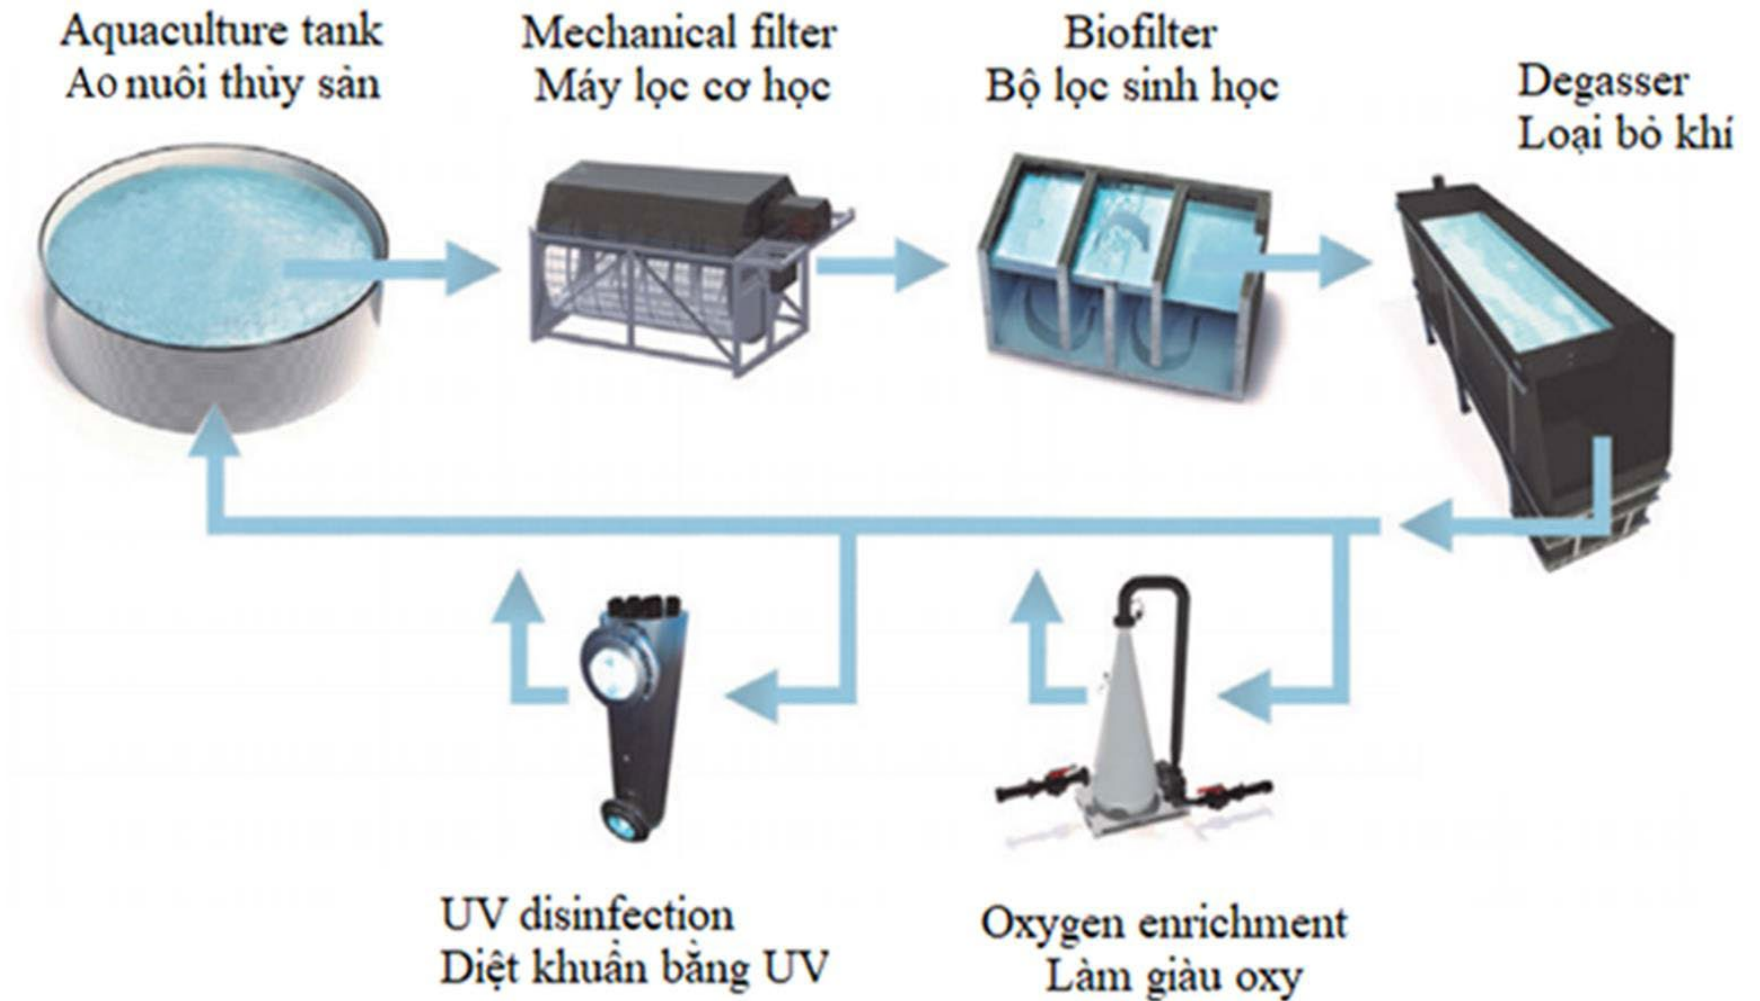 Aquaculture tank
Ao nuôi thủy sản
Mechanical filter
Máy lọc cơ học
Biofilter
Bộ lọc sinh học
Degasser
Loại bỏ khí
UV disinfection
Diệt khuẩn bằng UV
Oxygen enrichment
Làm giàu oxy